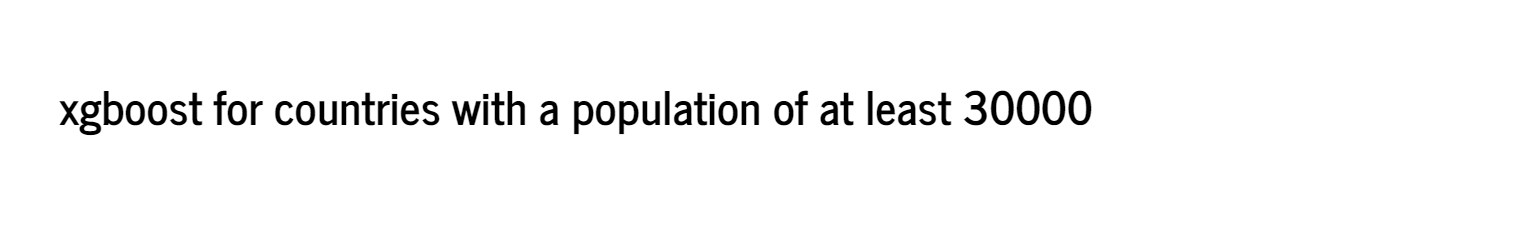 xgboost for countries with a population of at least 30000